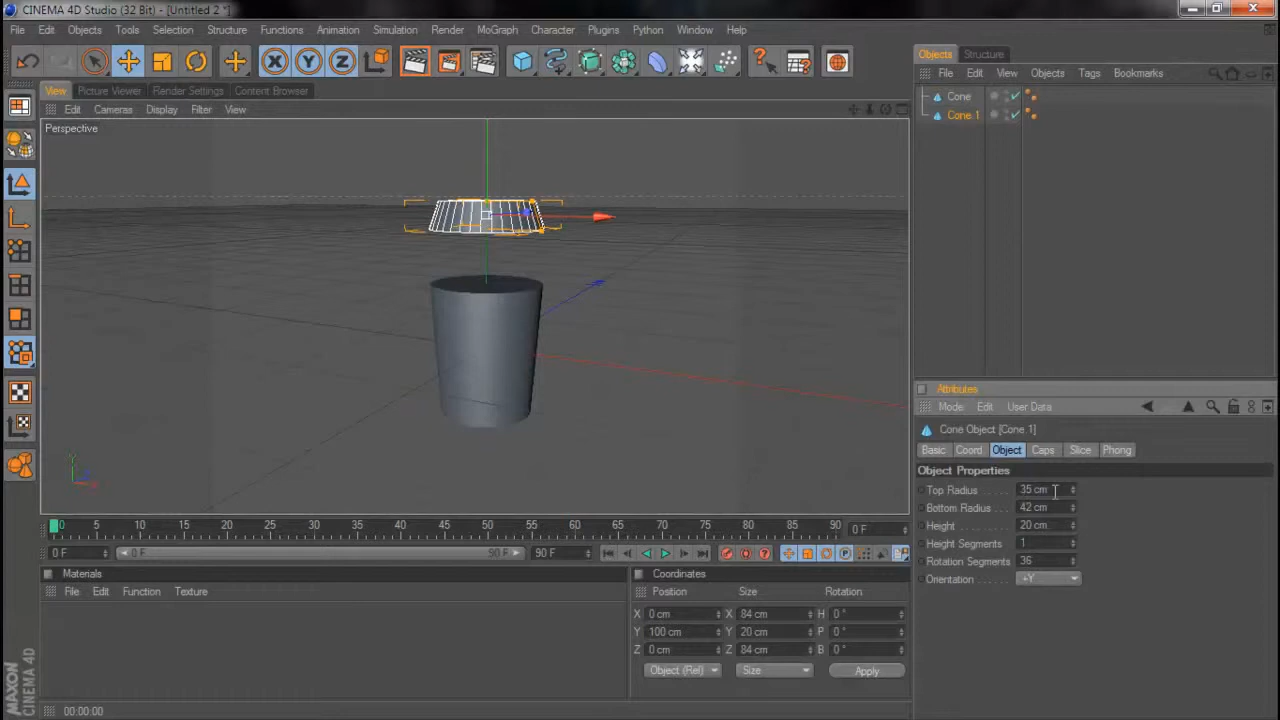 CINEMA 4D Studio (32 Bit) - [Untitled 2 *]
File Edit Objects Tools Selection Structure Functions Animation Simulation Render MoGraph Character Plugins Python Window Help
X Y Z
View Picture Viewer Render Settings Content Browser
Edit Cameras Display Filter View
Perspective
Y
0 5 10 15 20 25 30 35 40 45 50 55 60 65 70 75 80 85 90 0 F
0 F 0 F 90 F 90 F
Materials
File Edit Function Texture
Coordinates
Position Size Rotation
X 0 cm X 84 cm H 0 °
Y 100 cm Y 20 cm P 0 °
Z 0 cm Z 84 cm B 0 °
Object (Rel) Size Apply
00:00:00
MAXON
CINEMA 4D
Objects Structure
File Edit View Objects Tags Bookmarks
Cone
Cone 1
Attributes
Mode Edit User Data
Cone Object [Cone 1]
Basic Coord Object Caps Slice Phong
Object Properties
Top Radius . . . . 35 cm
Bottom Radius . . 42 cm
Height . . . . . . . . 20 cm
Height Segments 1
Rotation Segments 36
Orientation . . . . . +Y